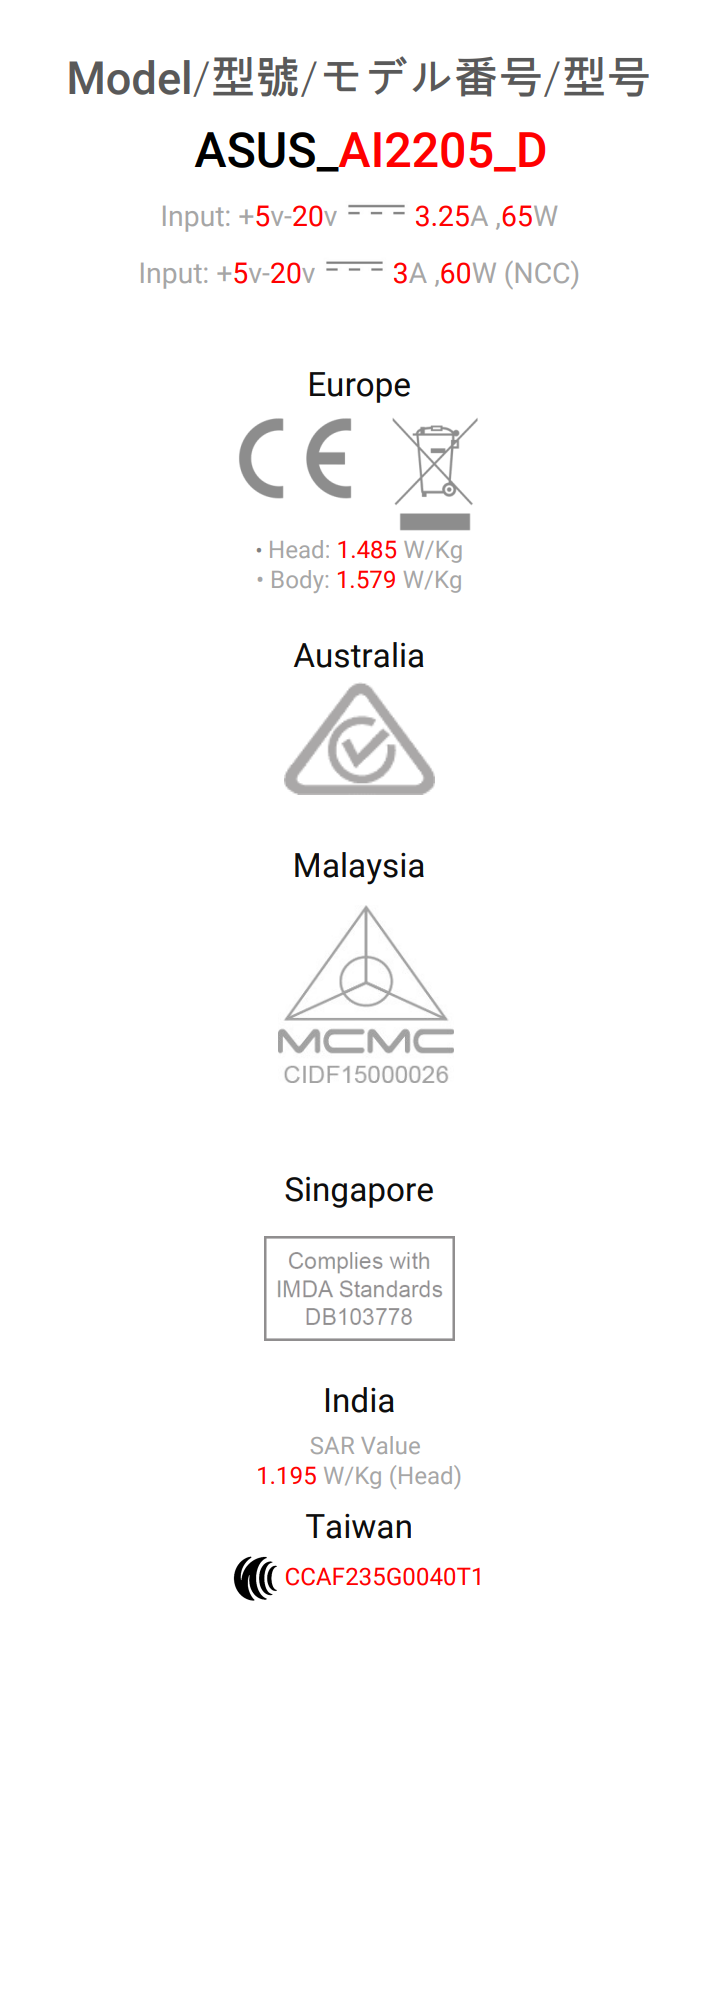 Model/型號/モデル番号/型号
ASUS_AI2205_D
Input: +5v-20v 3.25A ,65W
Input: +5v-20v 3A ,60W (NCC)
Europe
CE
• Head: 1.485 W/Kg
• Body: 1.579 W/Kg
Australia
Malaysia
MCMC
CIDF15000026
Singapore
Complies with
IMDA Standards
DB103778
India
SAR Value
1.195 W/Kg (Head)
Taiwan
CCAF235G0040T1